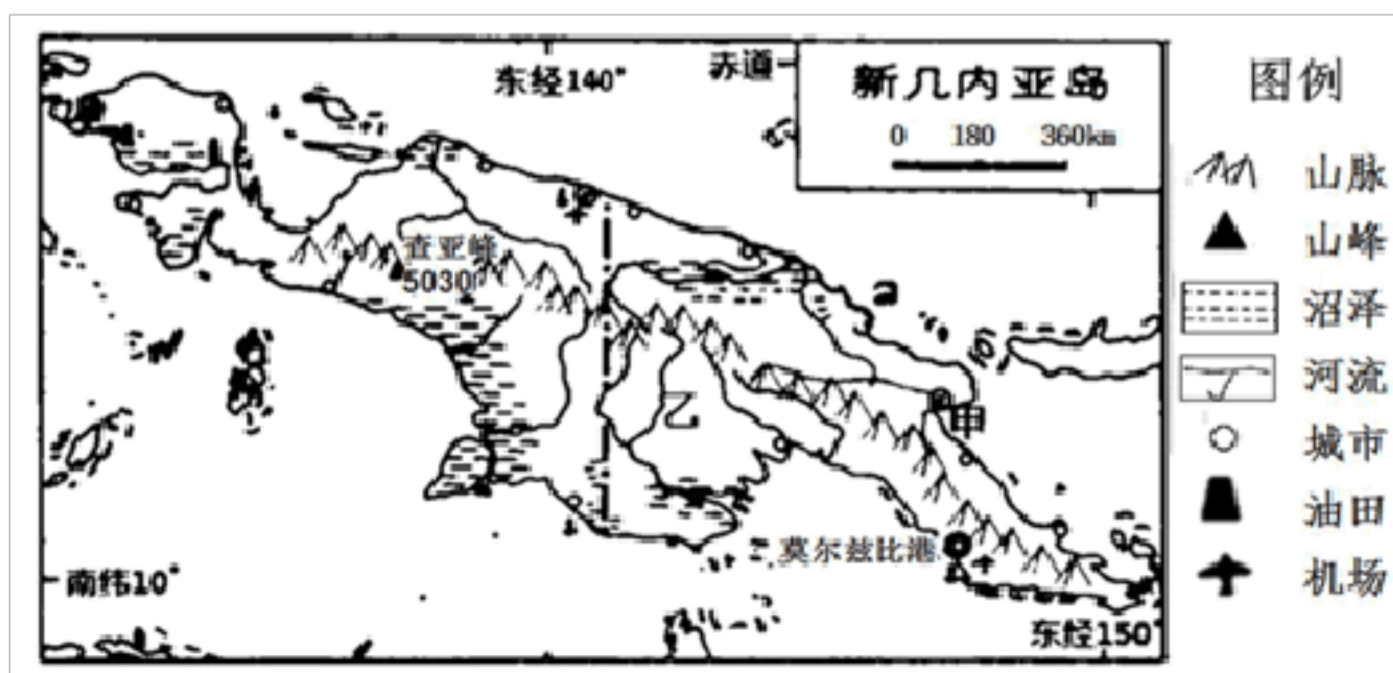 东经140°
赤道
新几内亚岛
0 180 360km
查亚峰
5030
a
甲
乙
莫尔兹比港
南纬10°
东经150°
图例
山脉
山峰
沼泽
河流
城市
油田
机场